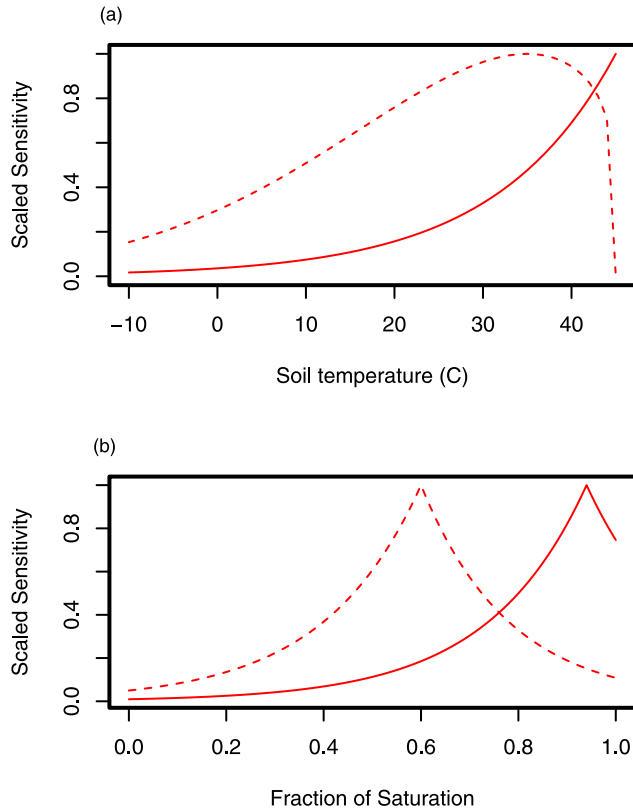 (a)
Scaled Sensitivity
0.0 0.4 0.8
−10 0 10 20 30 40
Soil temperature (C)
(b)
Scaled Sensitivity
0.0 0.4 0.8
0.0 0.2 0.4 0.6 0.8 1.0
Fraction of Saturation